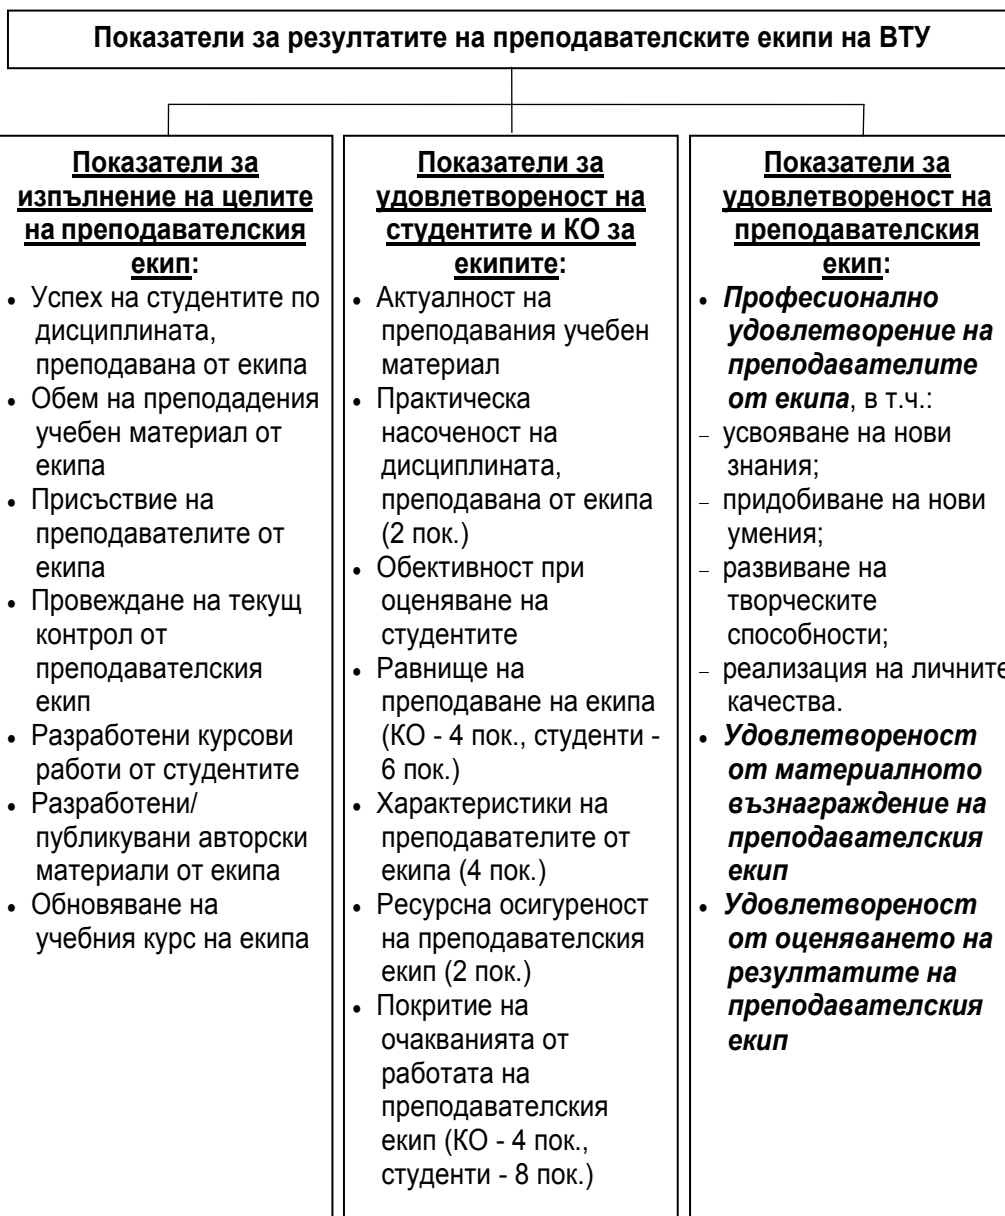 Показатели за резултатите на преподавателските екипи на ВТУ
Показатели за
изпълнение на целите
на преподавателския
екип:
• Успех на студентите по
дисциплината,
преподавана от екипа
• Обем на преподадения
учебен материал от
екипа
• Присъствие на
преподавателите от
екипа
• Провеждане на текущ
контрол от
преподавателския
екип
• Разработени курсови
работи от студентите
• Разработени/
публикувани авторски
материали от екипа
• Обновяване на
учебния курс на екипа
Показатели за
удовлетвореност на
студентите и КО за
екипите:
• Актуалност на
преподавания учебен
материал
• Практическа
насоченост на
дисциплината,
преподавана от екипа
(2 пок.)
• Обективност при
оценяване на
студентите
• Равнище на
преподаване на екипа
(КО - 4 пок., студенти -
6 пок.)
• Характеристики на
преподавателите от
екипа (4 пок.)
• Ресурсна осигуреност
на преподавателския
екип (2 пок.)
• Покритие на
очакванията от
работата на
преподавателския
екип (КО - 4 пок.,
студенти - 8 пок.)
Показатели за
удовлетвореност на
преподавателския
екип:
• Професионално
удовлетворение на
преподавателите
от екипа, в т.ч.:
– усвояване на нови
знания;
– придобиване на нови
умения;
– развиване на
творческите
способности;
– реализация на личните
качества.
• Удовлетвореност
от материалното
възнаграждение на
преподавателския
екип
• Удовлетвореност
от оценяването на
резултатите на
преподавателския
екип